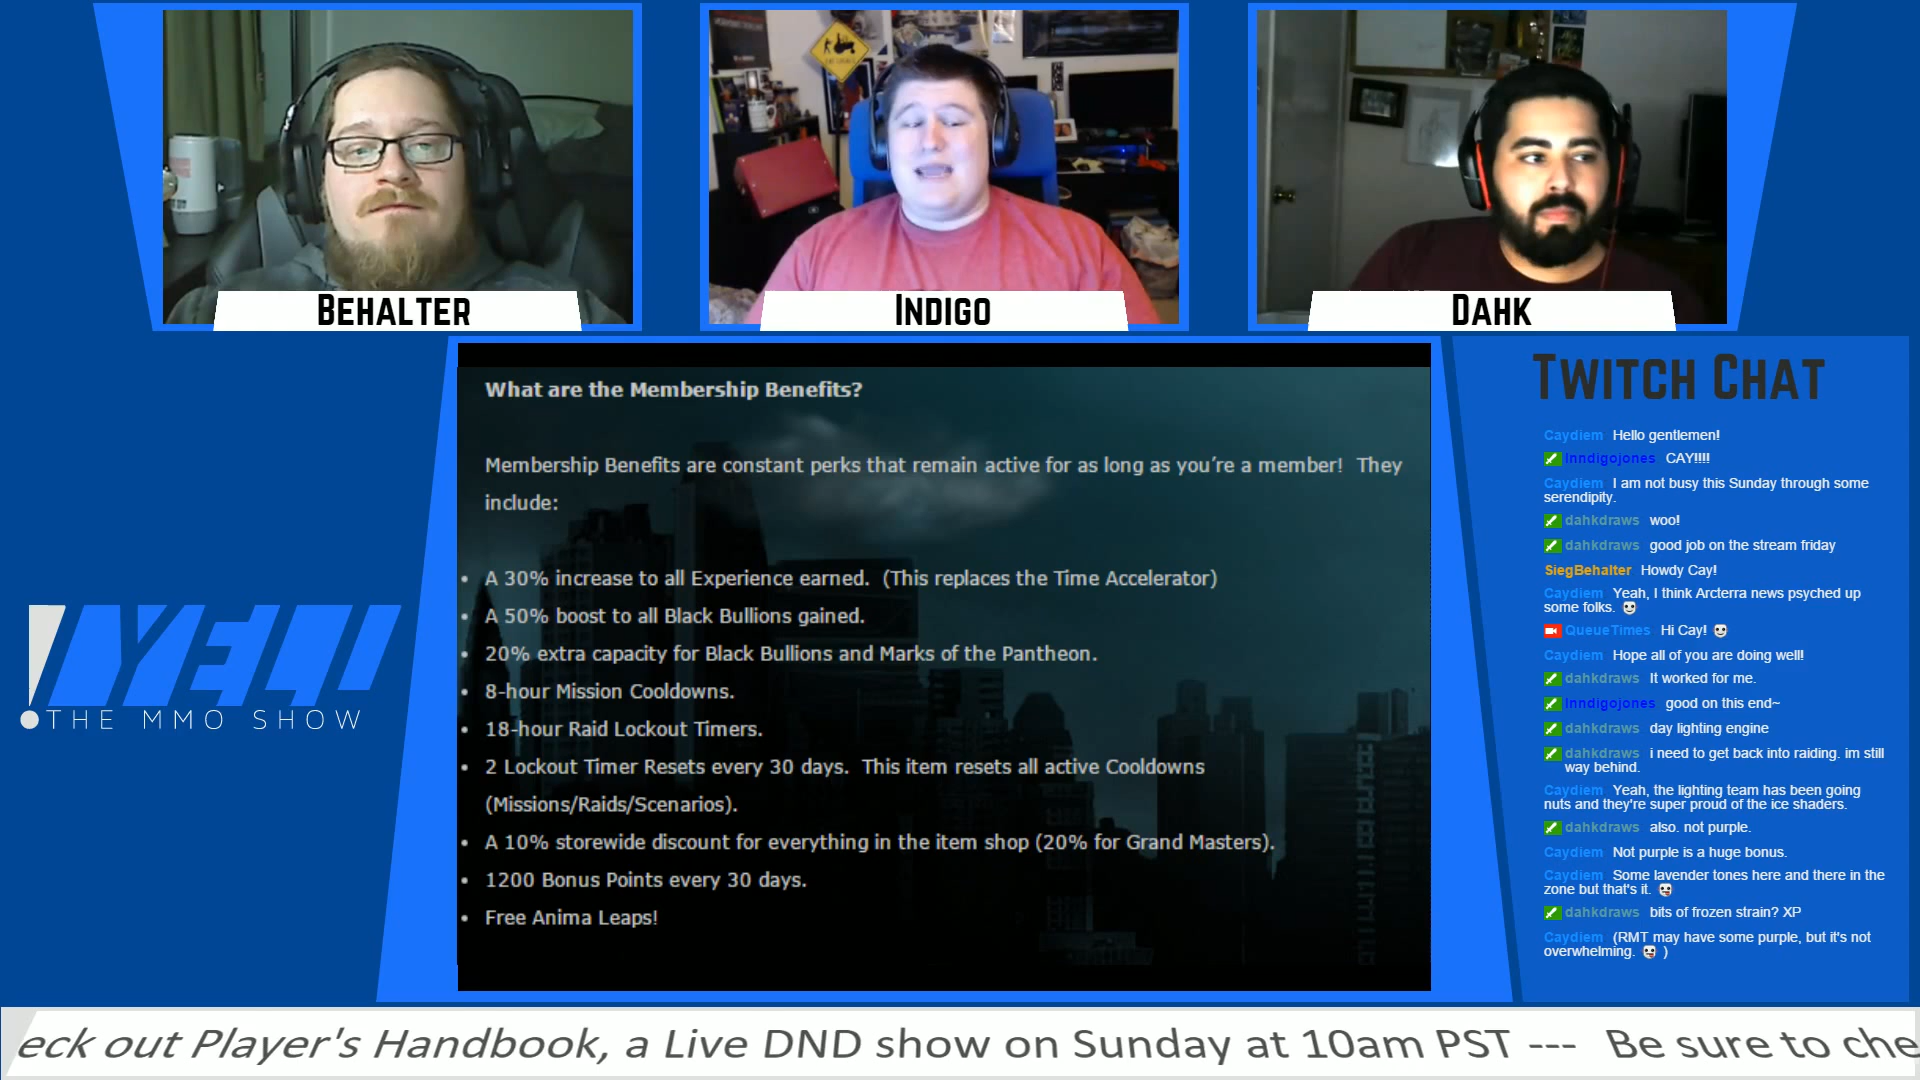 BEHALTER
INDIGO
DAHK
What are the Membership Benefits?
Membership Benefits are constant perks that remain active for as long as you're a member! They
include:
• A 30% increase to all Experience earned. (This replaces the Time Accelerator)
• A 50% boost to all Black Bullions gained.
• 20% extra capacity for Black Bullions and Marks of the Pantheon.
• 8-hour Mission Cooldowns.
• 18-hour Raid Lockout Timers.
• 2 Lockout Timer Resets every 30 days. This item resets all active Cooldowns
(Missions/Raids/Scenarios).
• A 10% storewide discount for everything in the item shop (20% for Grand Masters).
• 1200 Bonus Points every 30 days.
• Free Anima Leaps!
!YELL
THE MMO SHOW
TWITCH CHAT
Caydiem Hello gentlemen!
Inndigojones CAY!!!!
Caydiem I am not busy this Sunday through some
serendipity.
dahkdraws woo!
dahkdraws good job on the stream friday
SiegBehalter Howdy Cay!
Caydiem Yeah, I think Arcterra news psyched up
some folks.
QueueTimes Hi Cay!
Caydiem Hope all of you are doing well!
dahkdraws It worked for me.
Inndigojones good on this end~
dahkdraws day lighting engine
dahkdraws i need to get back into raiding. im still
way behind.
Caydiem Yeah, the lighting team has been going
nuts and they're super proud of the ice shaders.
dahkdraws also. not purple.
Caydiem Not purple is a huge bonus.
Caydiem Some lavender tones here and there in the
zone but that's it.
dahkdraws bits of frozen strain? XP
Caydiem (RMT may have some purple, but it's not
overwhelming. )
eck out Player's Handbook, a Live DND show on Sunday at 10am PST --- Be sure to che